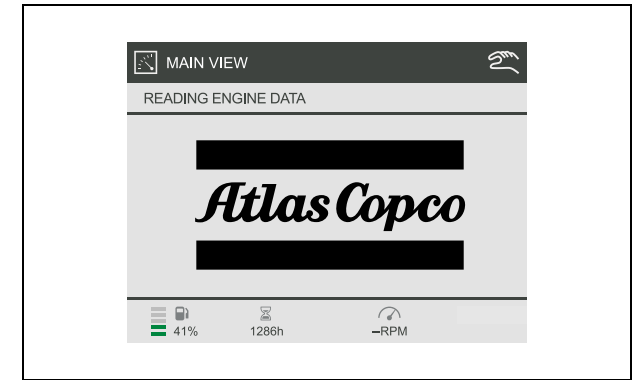 MAIN VIEW
READING ENGINE DATA
Atlas Copco
41% 1286h –RPM